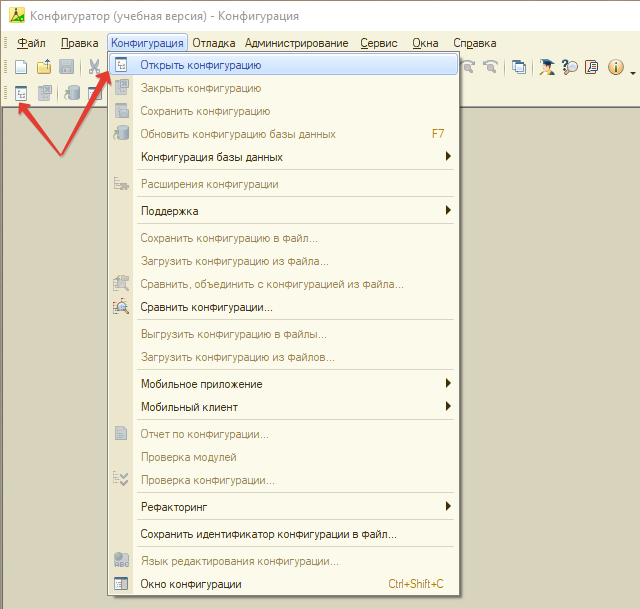 Конфигуратор (учебная версия) - Конфигурация
Файл Правка Конфигурация Отладка Администрирование Сервис Окна Справка
Открыть конфигурацию
Закрыть конфигурацию
Сохранить конфигурацию
Обновить конфигурацию базы данных F7
Конфигурация базы данных
Расширения конфигурации
Поддержка
Сохранить конфигурацию в файл...
Загрузить конфигурацию из файла...
Сравнить, объединить с конфигурацией из файла...
Сравнить конфигурации...
Выгрузить конфигурацию в файлы...
Загрузить конфигурацию из файлов...
Мобильное приложение
Мобильный клиент
Отчет по конфигурации...
Проверка модулей
Проверка конфигурации...
Рефакторинг
Сохранить идентификатор конфигурации в файл...
Язык редактирования конфигурации...
Окно конфигурации Ctrl+Shift+C